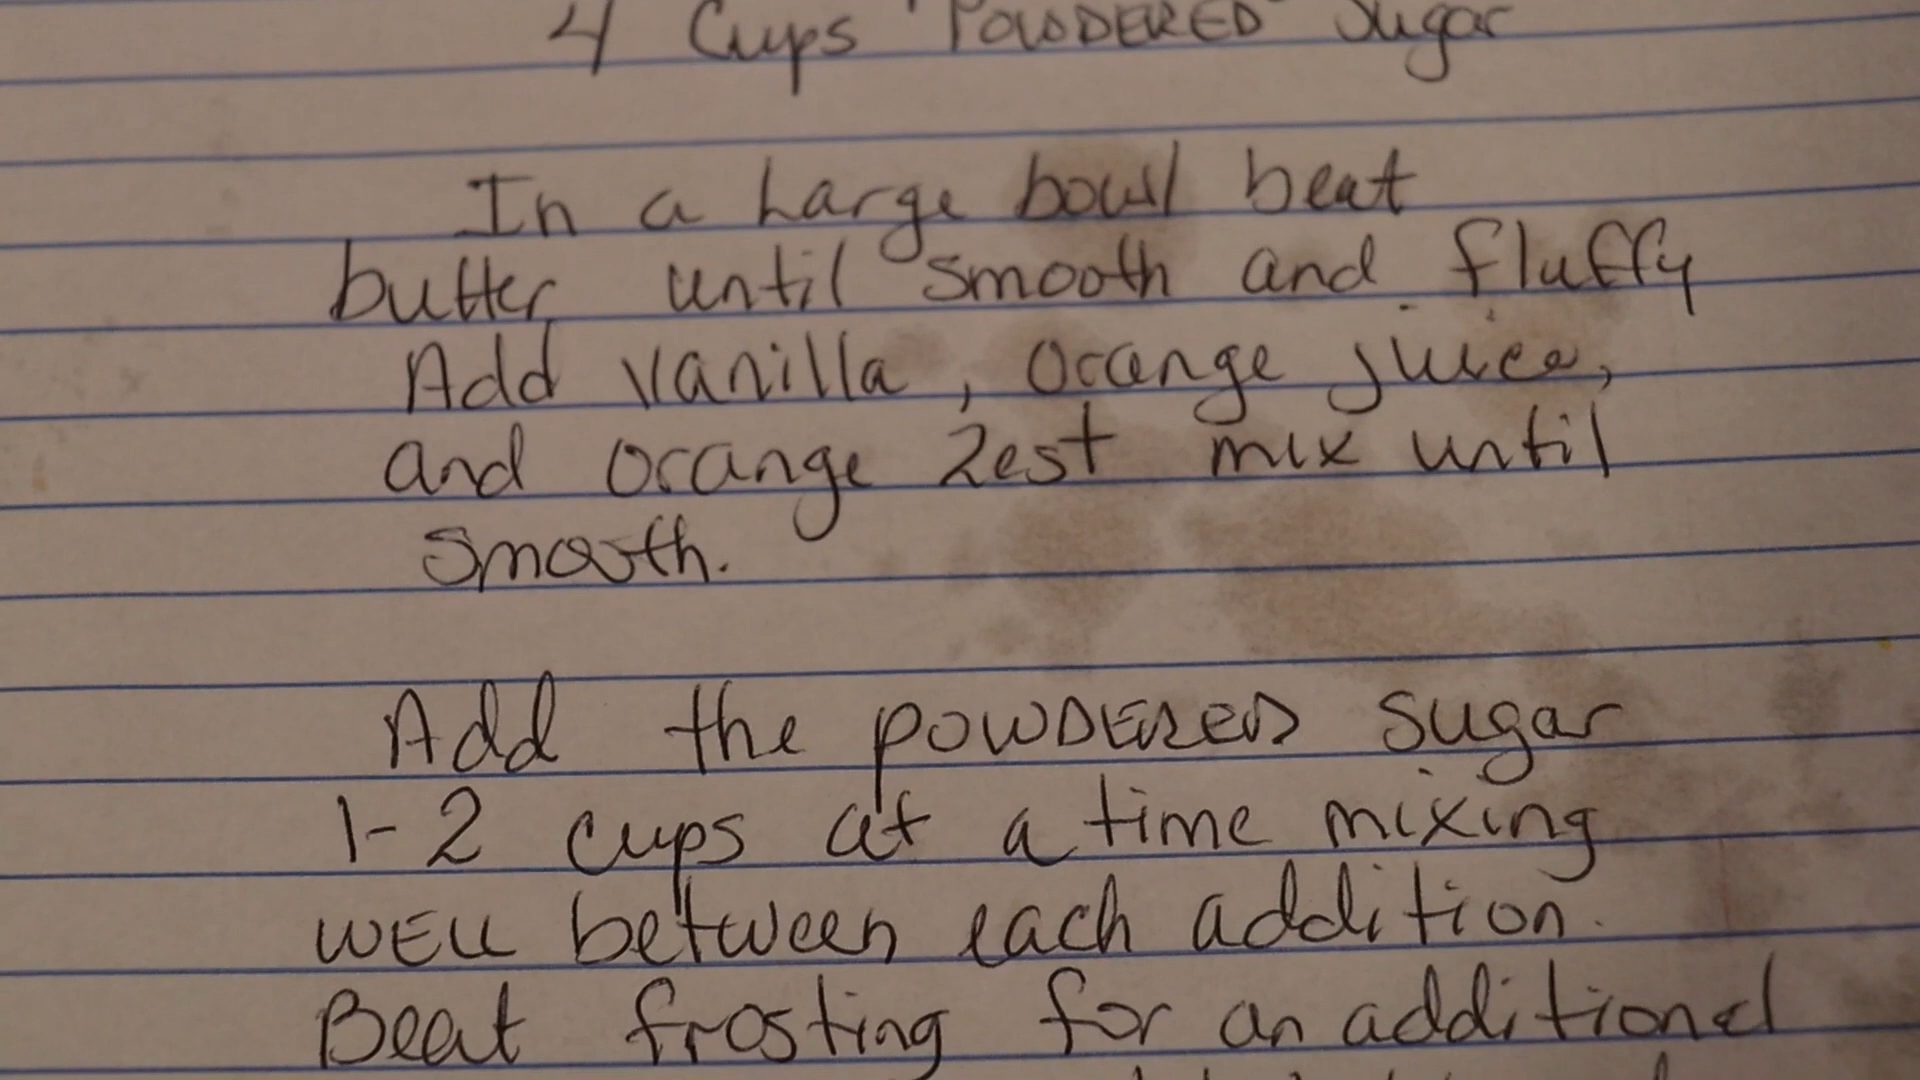 4 Cups "POWDERED" Sugar
In a Large bowl beat
butter until smooth and fluffy
Add vanilla, orange juice,
and orange zest mix until
smooth.
Add the POWDERED sugar
1-2 cups at a time mixing
WELL between each addition.
Beat frosting for an additional